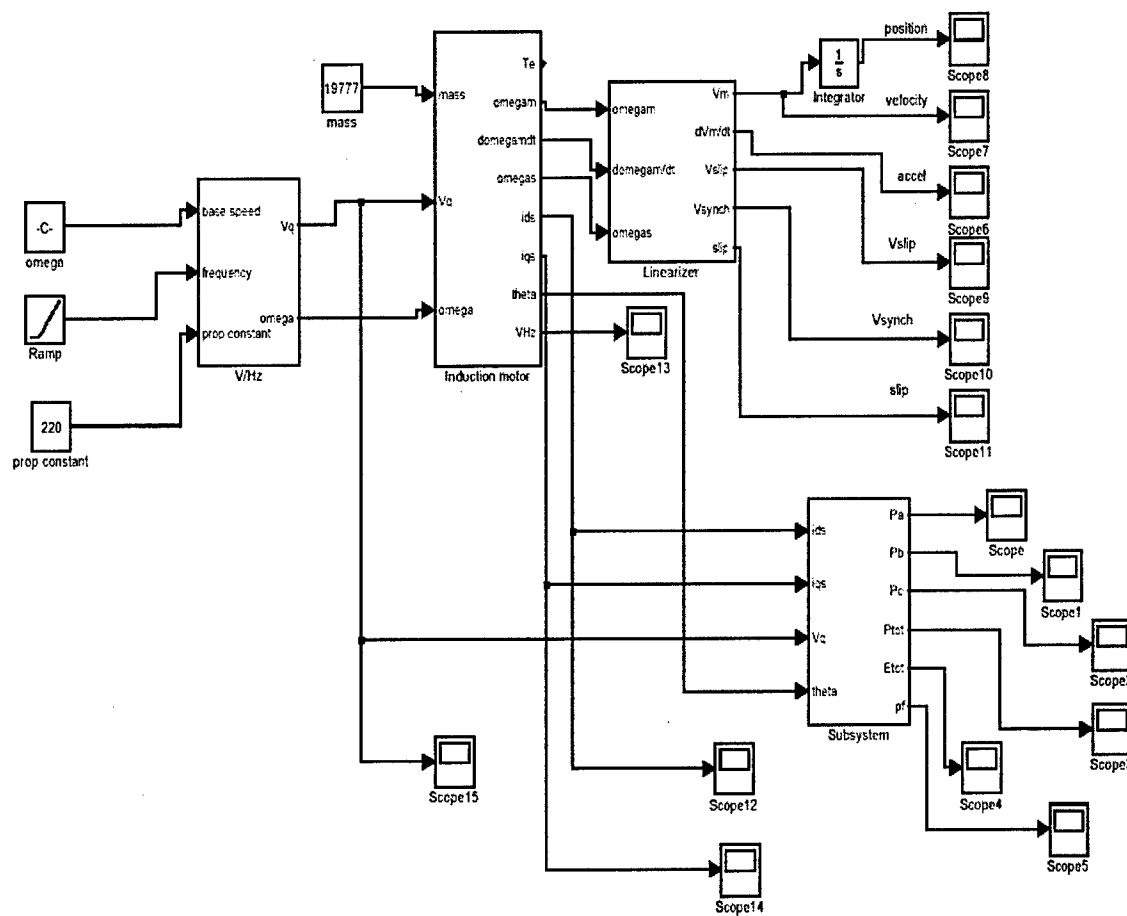 19777
mass
-C-
omega
Ramp
220
prop constant
base speed
frequency
prop constant
Vq
omega
V/Hz
mass
Vq
omega
Te
omegam
domegamdt
omegas
ids
iqs
theta
VHz
Induction motor
omegam
domegam/dt
omegas
Vm
dVm/dt
Vslip
Vsynch
slip
Linearizer
1
s
Integrator
position
Scope8
velocity
Scope7
accel
Scope6
Vslip
Scope9
Vsynch
Scope10
slip
Scope11
Scope13
ids
iqs
Vq
theta
Pa
Pb
Pc
Ptot
Etot
pf
Subsystem
Scope
Scope1
Scope4
Scope5
Scope15
Scope12
Scope14